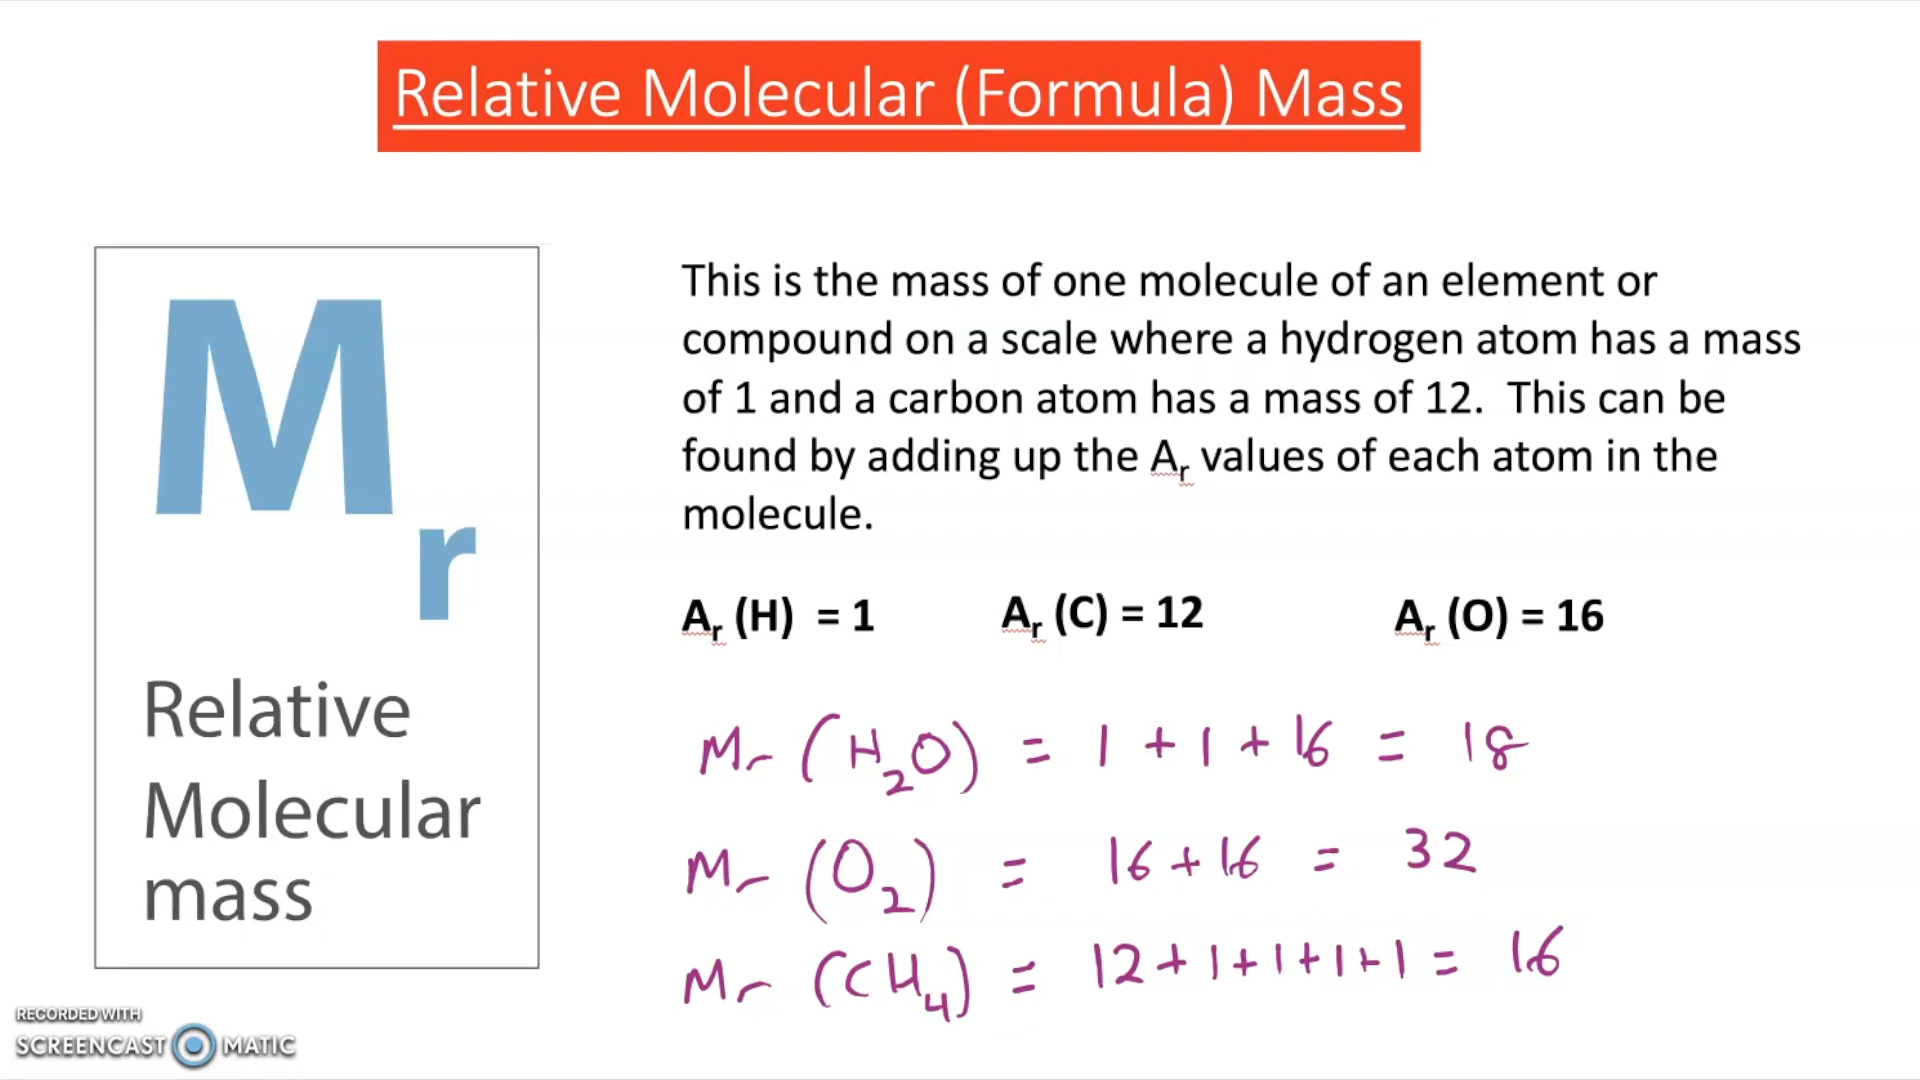 Relative Molecular (Formula) Mass
M
r
Relative
Molecular
mass
This is the mass of one molecule of an element or
compound on a scale where a hydrogen atom has a mass
of 1 and a carbon atom has a mass of 12.  This can be
found by adding up the Aᵣ values of each atom in the
molecule.
Aᵣ (H)  = 1 Aᵣ (C) = 12 Aᵣ (O) = 16
Mr (H₂O) = 1 + 1 + 16 = 18
Mr (O₂) = 16 + 16 = 32
Mr (CH₄) = 12 + 1 + 1 + 1 + 1 = 16
RECORDED WITH
SCREENCAST MATIC